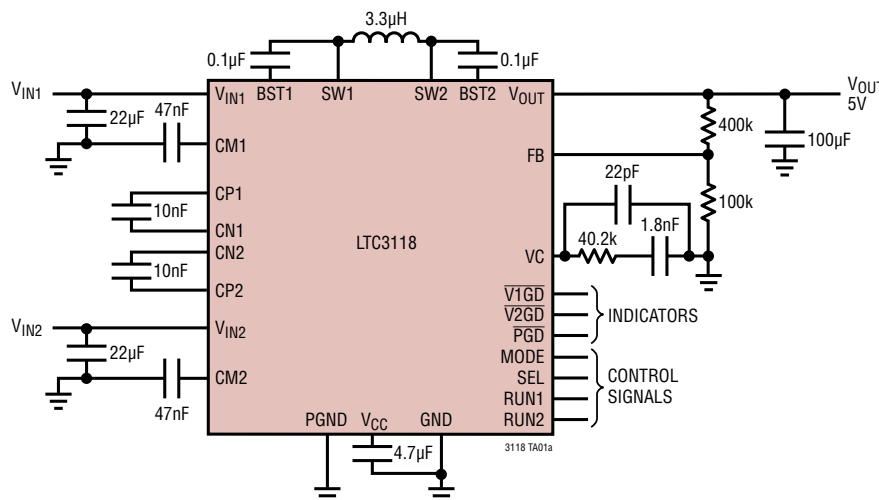 3.3µH
0.1µF
0.1µF
VIN1
22µF
47nF
VIN1
BST1
SW1
SW2
BST2
VOUT
VOUT
5V
400k
100µF
CM1
FB
100k
CP1
10nF
CN1
CN2
10nF
CP2
LTC3118
22pF
1.8nF
40.2k
VC
V1GD
V2GD
PGD
INDICATORS
VIN2
VIN2
22µF
47nF
CM2
MODE
SEL
RUN1
RUN2
CONTROL
SIGNALS
PGND
VCC
GND
4.7µF
3118 TA01a